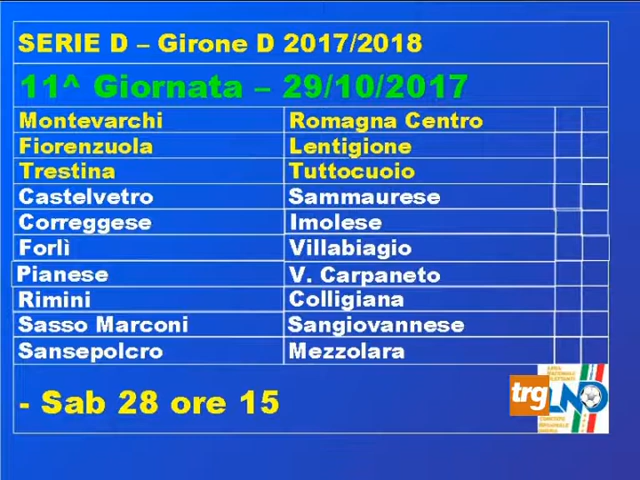 SERIE D – Girone D 2017/2018
11^ Giornata – 29/10/2017
Montevarchi Romagna Centro
Fiorenzuola Lentigione
Trestina Tuttocuoio
Castelvetro Sammaurese
Correggese Imolese
Forlì Villabiagio
Pianese V. Carpaneto
Rimini Colligiana
Sasso Marconi Sangiovannese
Sansepolcro Mezzolara
- Sab 28 ore 15
trg LND